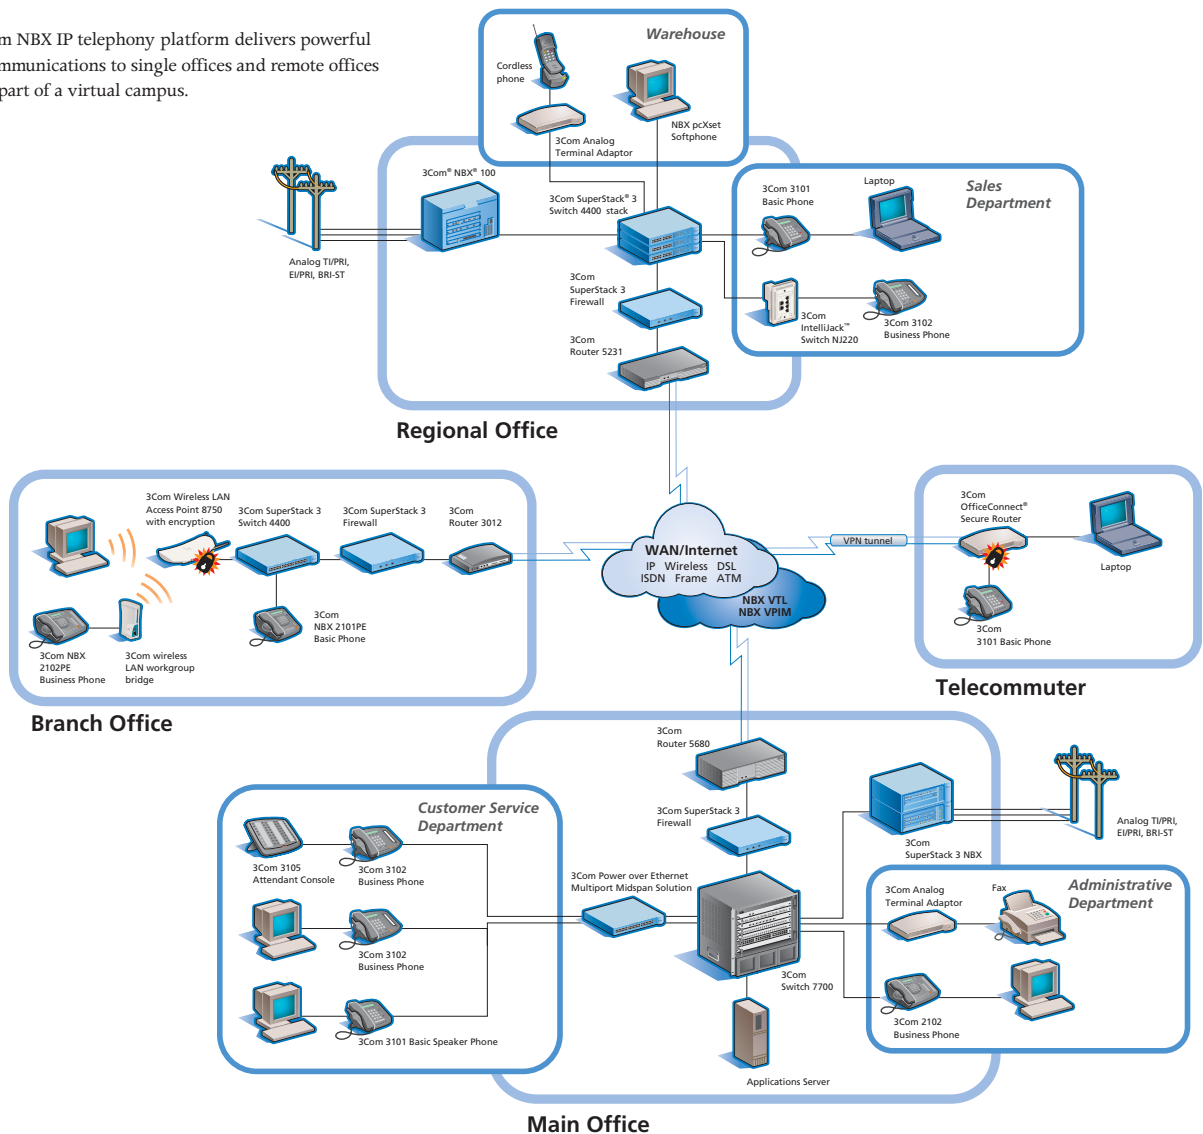 m NBX IP telephony platform delivers powerful
mmunications to single offices and remote offices
part of a virtual campus.
Warehouse
Cordless
phone
3Com Analog
Terminal Adaptor
NBX pcXset
Softphone
3Com® NBX® 100
3Com SuperStack® 3
Switch 4400 stack
Analog TI/PRI,
EI/PRI, BRI-ST
3Com
SuperStack 3
Firewall
3Com
Router 5231
Sales
Department
3Com 3101
Basic Phone
Laptop
3Com
IntelliJack™
Switch NJ220
3Com 3102
Business Phone
Regional Office
3Com Wireless LAN
Access Point 8750
with encryption
3Com SuperStack 3
Switch 4400
3Com SuperStack 3
Firewall
3Com
Router 3012
3Com NBX
2102PE
Business Phone
3Com wireless
LAN workgroup
bridge
3Com
NBX 2101PE
Basic Phone
Branch Office
WAN/Internet
IP Wireless DSL
ISDN Frame ATM
NBX VTL
NBX VPIM
VPN tunnel
3Com
OfficeConnect®
Secure Router
Laptop
3Com
3101 Basic Phone
Telecommuter
3Com
Router 5680
3Com SuperStack 3
Firewall
3Com
SuperStack 3 NBX
Analog TI/PRI,
EI/PRI, BRI-ST
Customer Service
Department
3Com 3105
Attendant Console
3Com 3102
Business Phone
3Com 3102
Business Phone
3Com 3101 Basic Speaker Phone
3Com Power over Ethernet
Multiport Midspan Solution
3Com
Switch 7700
Applications Server
Administrative
Department
3Com Analog
Terminal Adaptor
Fax
3Com 2102
Business Phone
Main Office